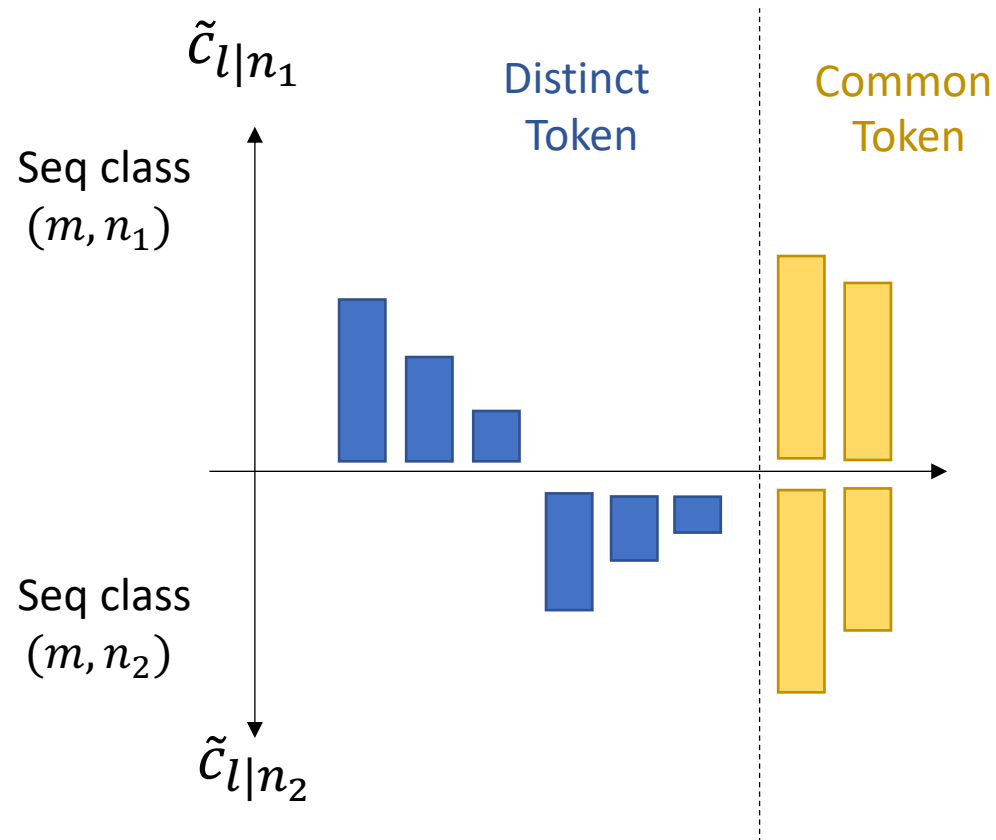 c̃_{l|n_1}
Distinct
Token
Common
Token
Seq class
(m, n_1)
Seq class
(m, n_2)
c̃_{l|n_2}